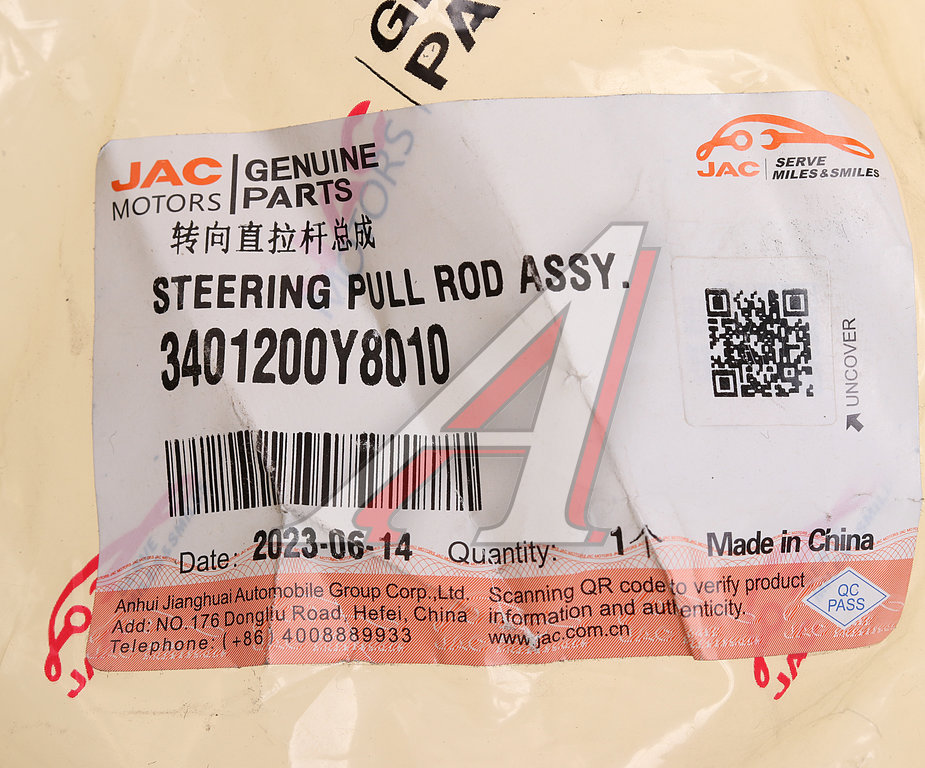 JAC MOTORS
GENUINE PARTS
JAC
SERVE
MILES&SMILES
转向直拉杆总成
STEERING PULL ROD ASSY.
3401200Y8010
UNCOVER
Date: 2023-06-14 Quantity: 1个 Made in China
Anhui Jianghuai Automobile Group Corp., Ltd.
Add: NO.176 Dongliu Road, Hefei, China
Telephone: (+86) 4008889933
Scanning QR code to verify product
information and authenticity.
www.jac.com.cn
QC
PASS